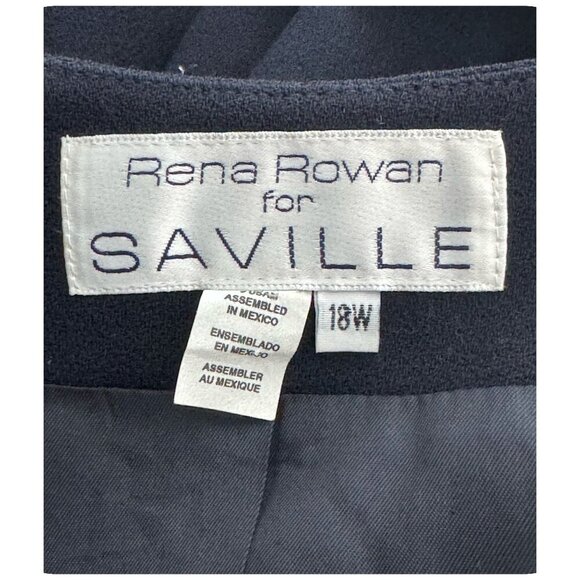 Rena Rowan
for
SAVILLE
ASSEMBLED
IN MEXICO
ENSEMBLADO
EN MEXICO
ASSEMBLER
AU MEXIQUE
18W